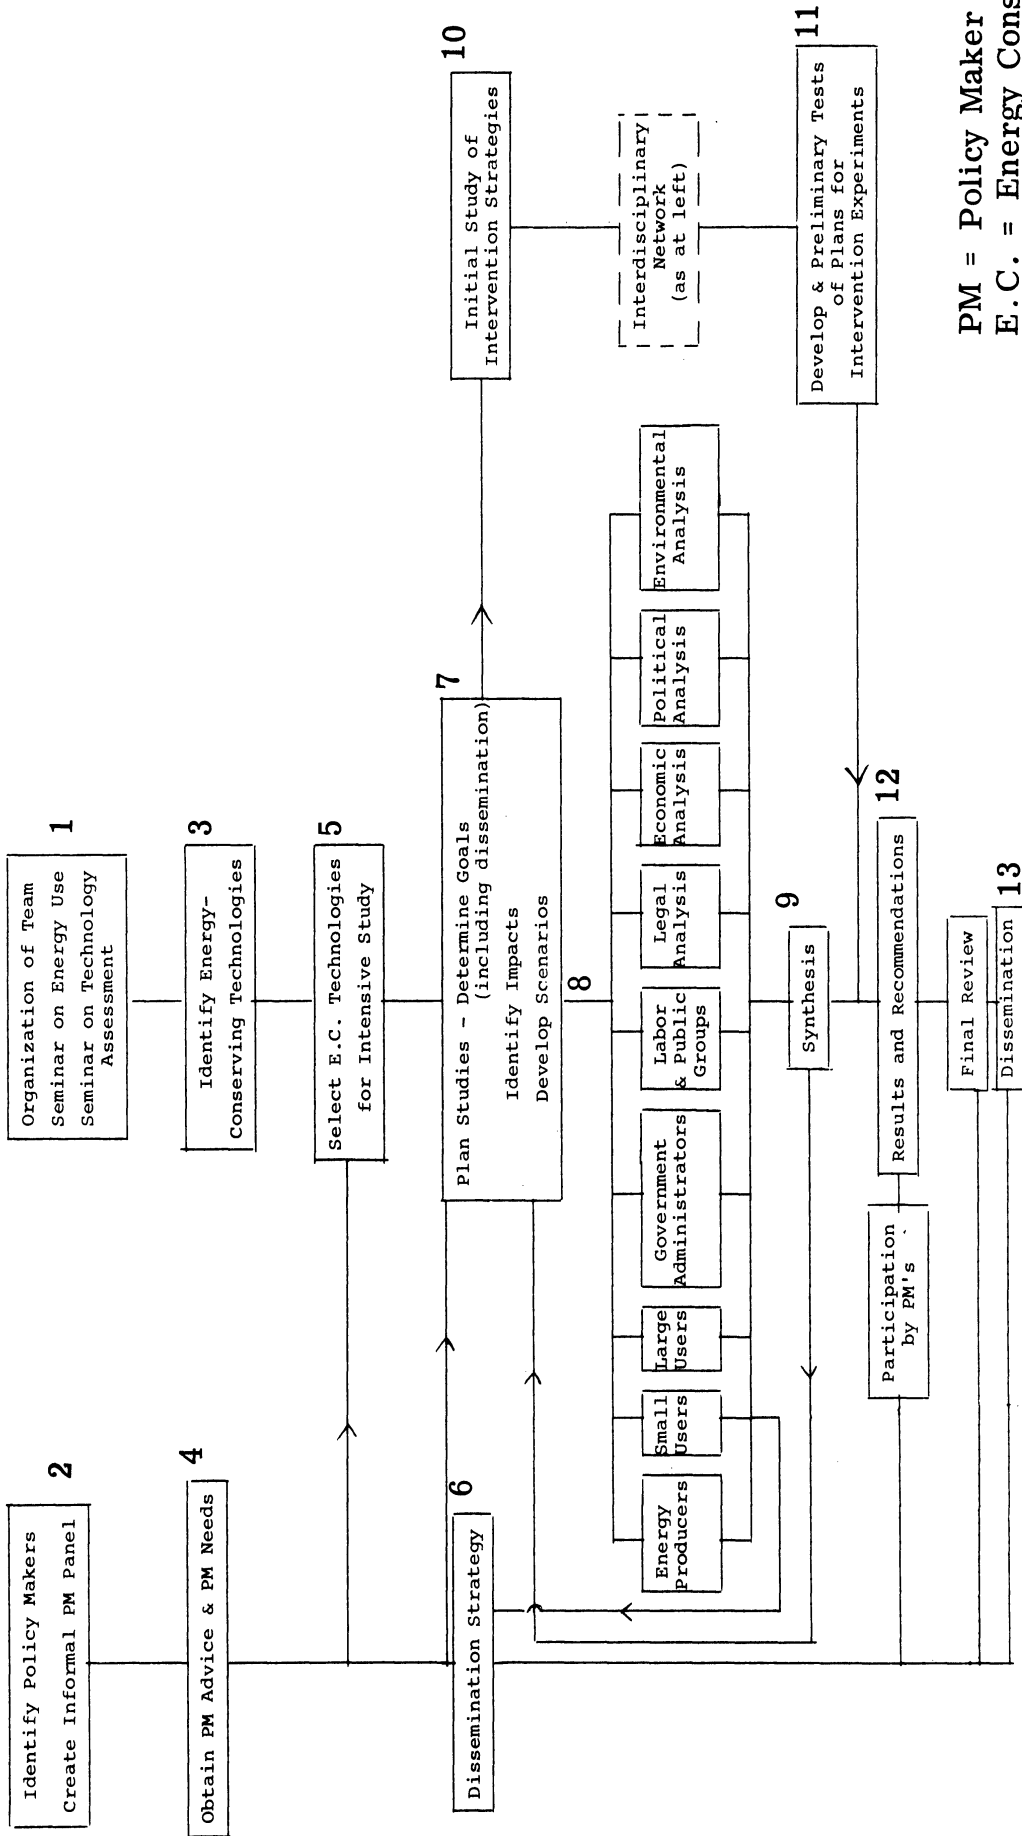 Identify Policy Makers
Create Informal PM Panel
2
Obtain PM Advice & PM Needs
4
Dissemination Strategy
6
Organization of Team
Seminar on Energy Use
Seminar on Technology
Assessment
1
Identify Energy-
Conserving Technologies
3
Select E.C. Technologies
for Intensive Study
5
Plan Studies - Determine Goals
(including dissemination)
Identify Impacts
Develop Scenarios
7
8
Energy
Producers
Small
Users
Large
Users
Government
Administrators
Labor
& Public
Groups
Legal
Analysis
Economic
Analysis
Political
Analysis
Environmental
Analysis
Synthesis
9
Initial Study of
Intervention Strategies
10
Interdisciplinary
Network
(as at left)
Develop & Preliminary Tests
of Plans for
Intervention Experiments
11
Participation
by PM's
Results and Recommendations
12
Final Review
Dissemination
13
PM = Policy Maker
E.C. = Energy